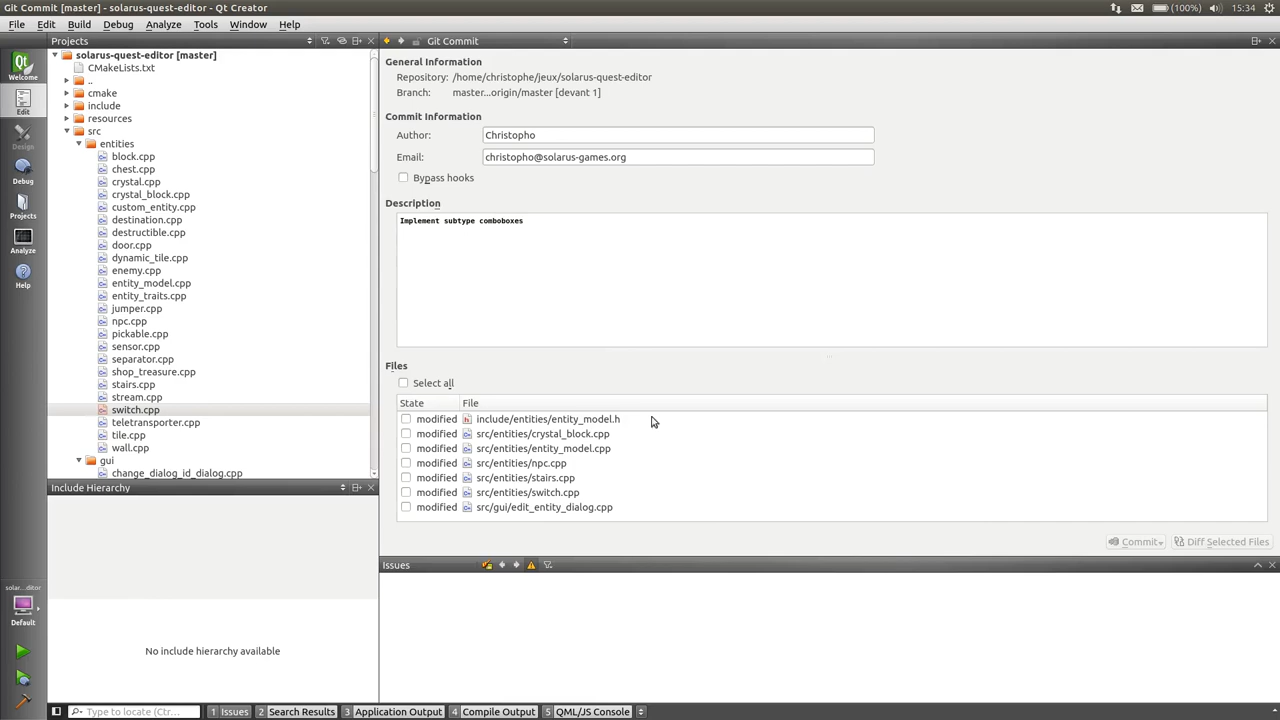 Git Commit [master] - solarus-quest-editor - Qt Creator
(100%)
15:34
File Edit Build Debug Analyze Tools Window Help
Projects
Git Commit
Welcome
Edit
Design
Debug
Projects
Analyze
Help
solarus-quest-editor [master]
CMakeLists.txt
..
cmake
include
resources
src
entities
block.cpp
chest.cpp
crystal.cpp
crystal_block.cpp
custom_entity.cpp
destination.cpp
destructible.cpp
door.cpp
dynamic_tile.cpp
enemy.cpp
entity_model.cpp
entity_traits.cpp
jumper.cpp
npc.cpp
pickable.cpp
sensor.cpp
separator.cpp
shop_treasure.cpp
stairs.cpp
stream.cpp
switch.cpp
teletransporter.cpp
tile.cpp
wall.cpp
gui
change_dialog_id_dialog.cpp
General Information
Repository: /home/christophe/jeux/solarus-quest-editor
Branch: master...origin/master [devant 1]
Commit Information
Author: Christopho
Email: christopho@solarus-games.org
Bypass hooks
Description
Implement subtype comboboxes
Files
Select all
State File
modified include/entities/entity_model.h
modified src/entities/crystal_block.cpp
modified src/entities/entity_model.cpp
modified src/entities/npc.cpp
modified src/entities/stairs.cpp
modified src/entities/switch.cpp
modified src/gui/edit_entity_dialog.cpp
Commit Diff Selected Files
Include Hierarchy
No include hierarchy available
Issues
solar...ditor
Default
Type to locate (Ctrl...
1 Issues 2 Search Results 3 Application Output 4 Compile Output 5 QML/JS Console